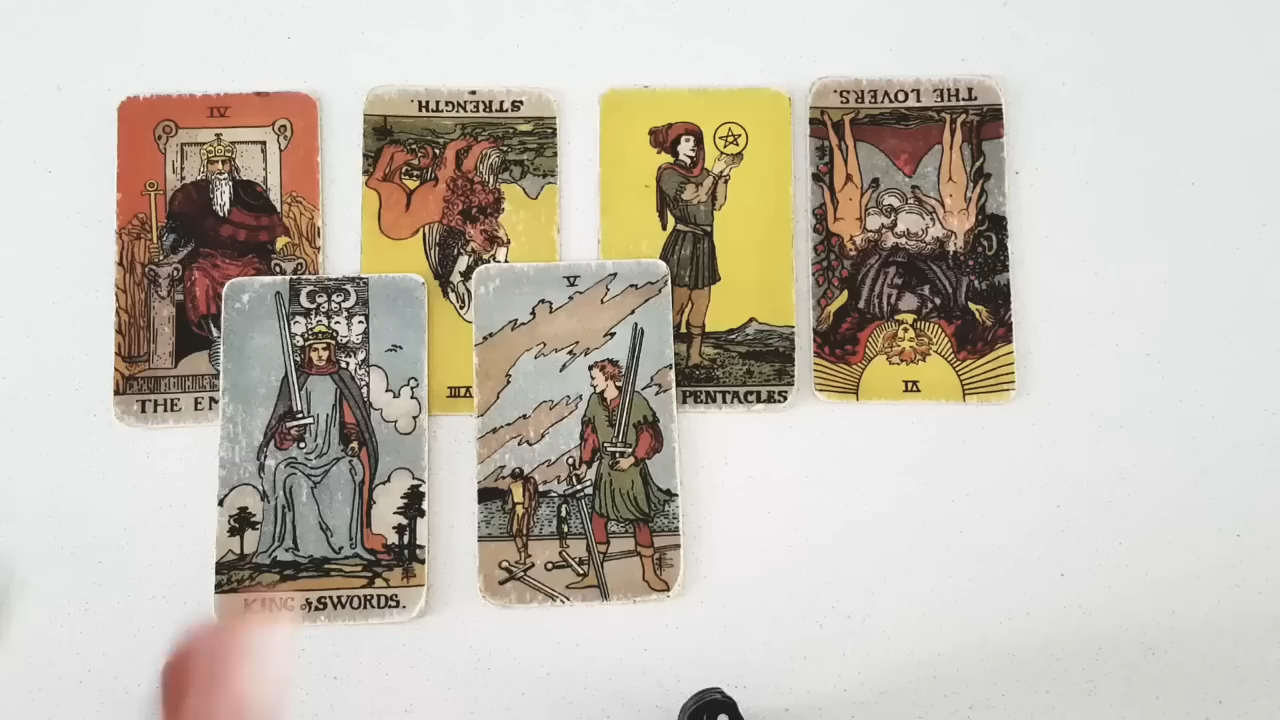 IV
THE EM
STRENGTH.
VIII
PENTACLES
THE LOVERS.
VI
KING of SWORDS.
V